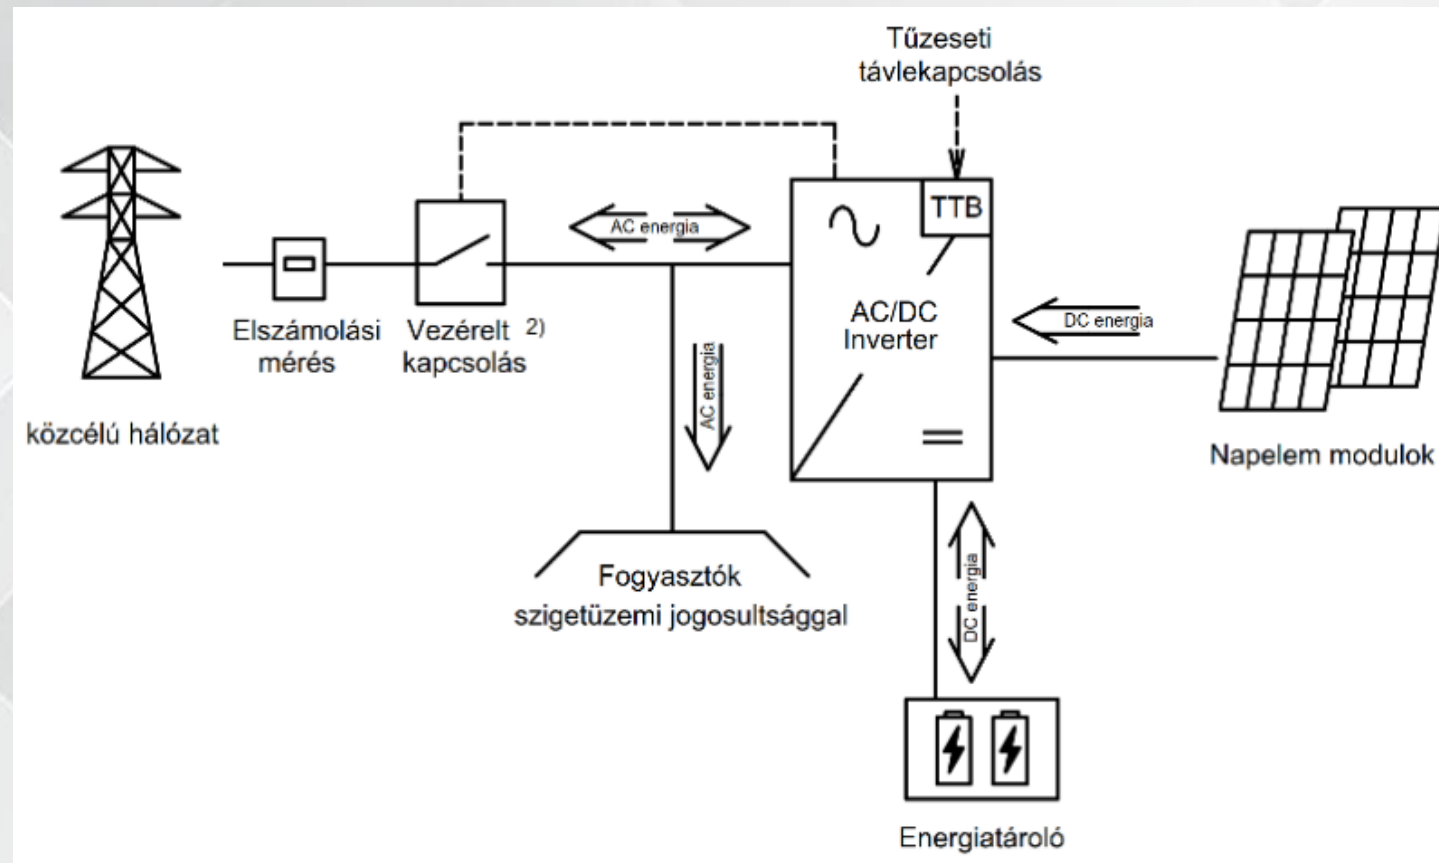 Tűzeseti
távlekapcsolás
TTB
AC energia
AC/DC
Inverter
DC energia
Elszámolási
mérés
Vezérelt 2)
kapcsolás
AC energia
közcélú hálózat
Napelem modulok
Fogyasztók
szigetüzemi jogosultsággal
DC energia
Energiatároló